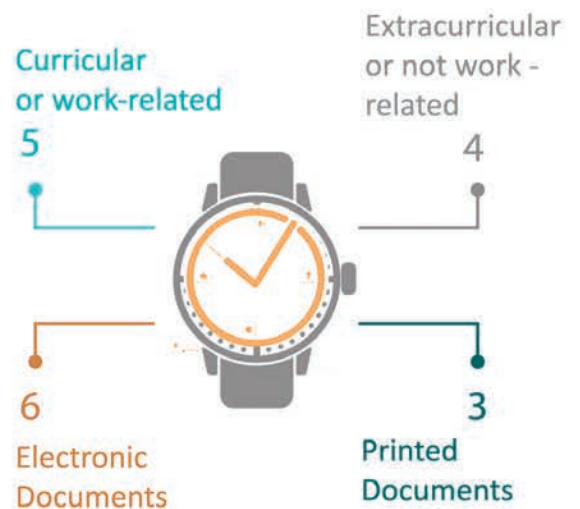 Curricular
or work-related
5
Extracurricular
or not work -
related
4
6
Electronic
Documents
3
Printed
Documents